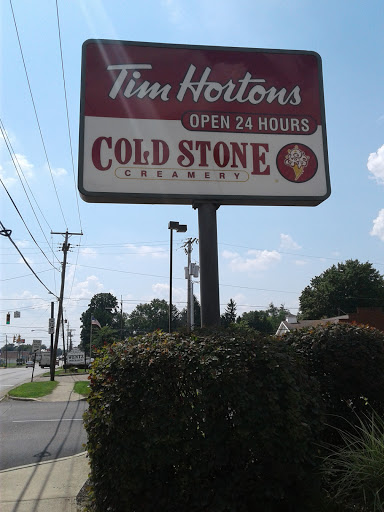 Tim Hortons
OPEN 24 HOURS
COLD STONE
CREAMERY